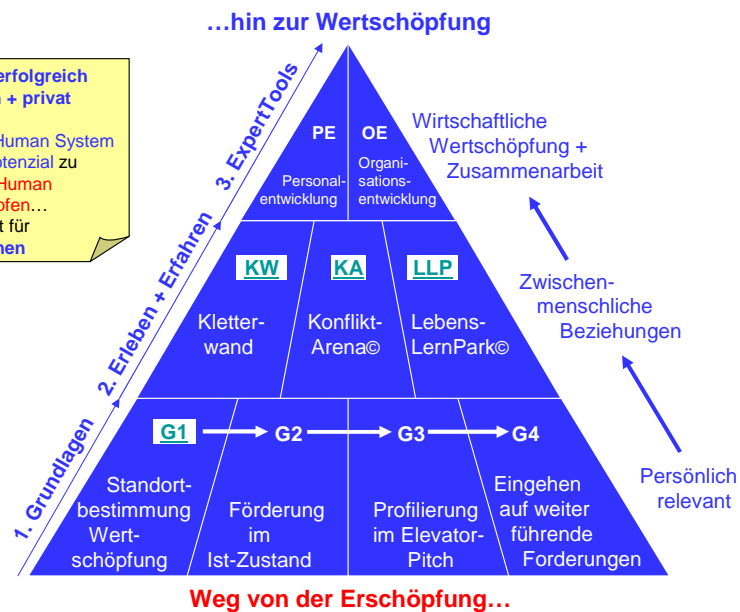 …hin zur Wertschöpfung
erfolgreich
+ privat
Human System
zu
Human
t für
3. ExpertTools
PE
OE
Personal-
entwicklung
Organi-
sations-
entwicklung
Wirtschaftliche
Wertschöpfung +
Zusammenarbeit
2. Erleben + Erfahren
KW
KA
LLP
Kletter-
wand
Konflikt-
Arena©
Lebens-
LernPark©
Zwischen-
menschliche
Beziehungen
1. Grundlagen
G1
G2
G3
G4
Standort-
bestimmung
Wert-
schöpfung
Förderung
im
Ist-Zustand
Profilierung
im Elevator-
Pitch
Eingehen
auf weiter
führende
Forderungen
Persönlich
relevant
Weg von der Erschöpfung…